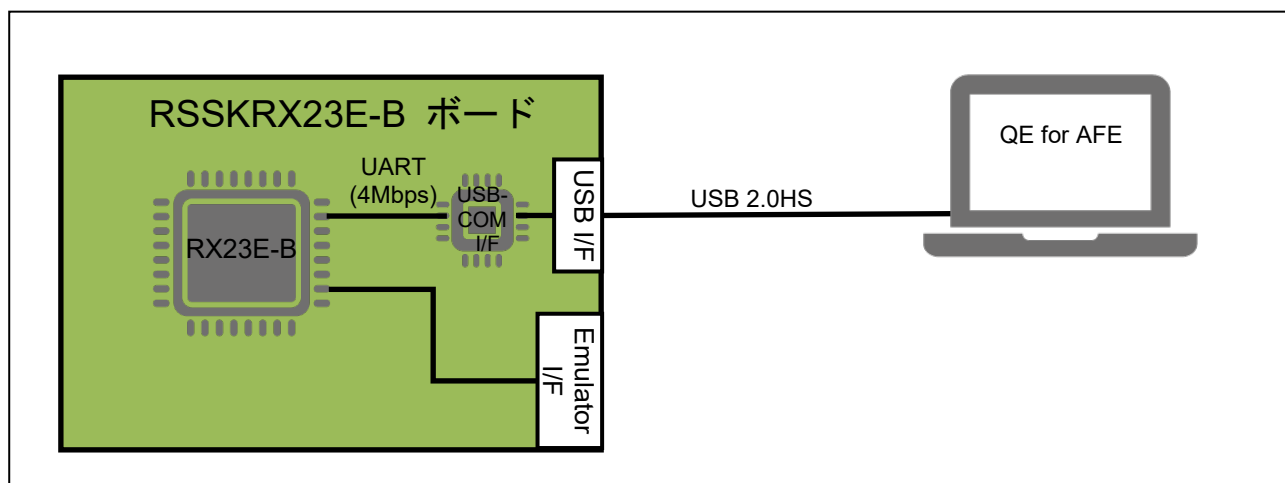 RSSKRX23E-B ボード
UART
(4Mbps)
USB-
COM
I/F
RX23E-B
USB I/F
USB 2.0HS
QE for AFE
Emulator
I/F